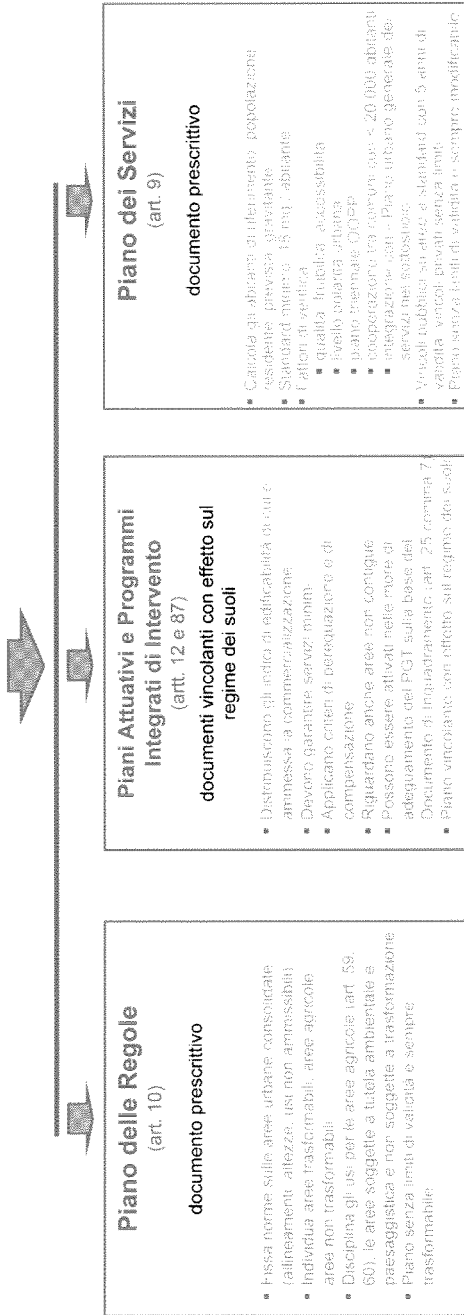 Piano delle Regole
(art. 10)
documento prescrittivo
Fissa norme sulle aree urbane consolidate
(allineamenti, altezze, usi non ammissibili)
Individua aree trasformabili, aree agricole
aree non trasformabili
Disciplina gli usi per le aree agricole (art. 59,
60), le aree soggette a tutela ambientale e
paesaggistica e non soggette a trasformazione
Piano senza limiti di validità e sempre
trasformabile
Piani Attuativi e Programmi
Integrati di Intervento
(artt. 12 e 87)
documenti vincolanti con effetto sul
regime dei suoli
Distribuiscono gli indici di edificabilità di cui è
ammessa la commercializzazione
Devono garantire servizi minimi
Applicano criteri di perequazione e di
compensazione
Riguardano anche aree non contigue
Possono essere attivati nelle more di
adeguamento del PGT sulla base del
Documento di Inquadramento (art. 25 comma 7)
Piano vincolante con effetto sul regime dei suoli
Piano dei Servizi
(art. 9)
documento prescrittivo
Calcola gli abitanti di riferimento: popolazione
residente, prevista, gravitante
Standard minimo: 15 mq / abitante
Fattori di verifica
qualità, fruibilità, accessibilità
livello polarità urbana
piano triennale OOPP
cooperazione tra comuni con < 20.000 abitanti
integrazione con Piano urbano generale dei
servizi nel sottosuolo
Vincoli pubblici su aree a standard con 5 anni di
validità, vincoli privati senza limiti
Piano senza limiti di validità e sempre modificabile